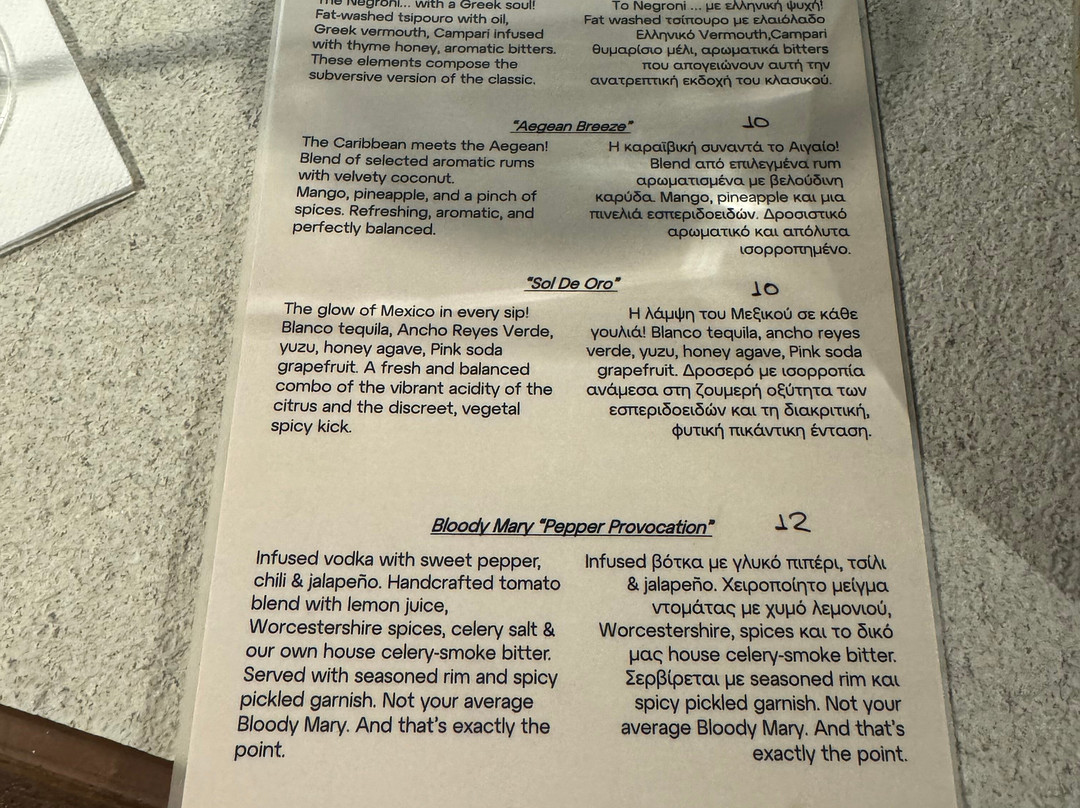 The Negroni... with a Greek soul!
Fat-washed tsipouro with oil,
Greek vermouth, Campari infused
with thyme honey, aromatic bitters.
These elements compose the
subversive version of the classic.
Το Negroni ... με ελληνική ψυχή!
Fat washed τσίπουρο με ελαιόλαδο
Ελληνικό Vermouth,Campari
θυμαρίσιο μέλι, αρωματικά bitters
που απογειώνουν αυτή την
ανατρεπτική εκδοχή του κλασικού.
"Aegean Breeze" 10
The Caribbean meets the Aegean!
Blend of selected aromatic rums
with velvety coconut.
Mango, pineapple, and a pinch of
spices. Refreshing, aromatic, and
perfectly balanced.
Η καραϊβική συναντά το Αιγαίο!
Blend από επιλεγμένα rum
αρωματισμένα με βελούδινη
καρύδα. Mango, pineapple και μια
πινελιά εσπεριδοειδών. Δροσιστικό
αρωματικό και απόλυτα
ισορροπημένο.
"Sol De Oro" 10
The glow of Mexico in every sip!
Blanco tequila, Ancho Reyes Verde,
yuzu, honey agave, Pink soda
grapefruit. A fresh and balanced
combo of the vibrant acidity of the
citrus and the discreet, vegetal
spicy kick.
Η λάμψη του Μεξικού σε κάθε
γουλιά! Blanco tequila, ancho reyes
verde, yuzu, honey agave, Pink soda
grapefruit. Δροσερό με ισορροπία
ανάμεσα στη ζουμερή οξύτητα των
εσπεριδοειδών και τη διακριτική,
φυτική πικάντικη ένταση.
Bloody Mary "Pepper Provocation" 12
Infused vodka with sweet pepper,
chili & jalapeño. Handcrafted tomato
blend with lemon juice,
Worcestershire spices, celery salt &
our own house celery-smoke bitter.
Served with seasoned rim and spicy
pickled garnish. Not your average
Bloody Mary. And that's exactly the
point.
Infused βότκα με γλυκό πιπέρι, τσίλι
& jalapeño. Χειροποίητο μείγμα
ντομάτας με χυμό λεμονιού,
Worcestershire, spices και το δικό
μας house celery-smoke bitter.
Σερβίρεται με seasoned rim και
spicy pickled garnish. Not your
average Bloody Mary. And that's
exactly the point.